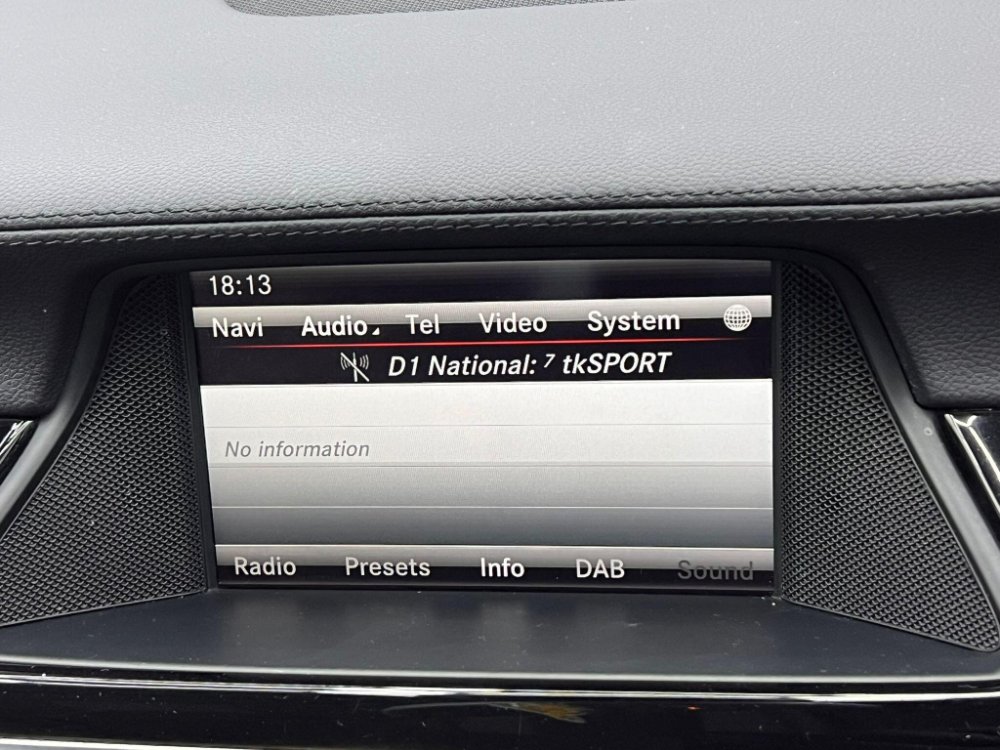 18:13
Navi Audio Tel Video System
D1 National: ⁷ tkSPORT
No information
Radio Presets Info DAB Sound